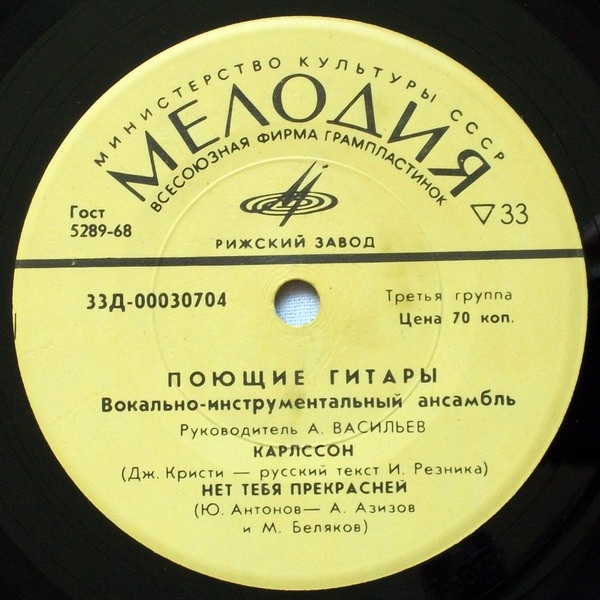 МИНИСТЕРСТВО КУЛЬТУРЫ СССР
МЕЛОДИЯ
ВСЕСОЮЗНАЯ ФИРМА ГРАМПЛАСТИНОК
Гост
5289-68
▽33
РИЖСКИЙ ЗАВОД
33Д-00030704
Третья группа
Цена 70 коп.
ПОЮЩИЕ ГИТАРЫ
Вокально-инструментальный ансамбль
Руководитель А. ВАСИЛЬЕВ
КАРЛССОН
(Дж. Кристи — русский текст И. Резника)
НЕТ ТЕБЯ ПРЕКРАСНЕЙ
(Ю. Антонов— А. Азизов
и М. Беляков)